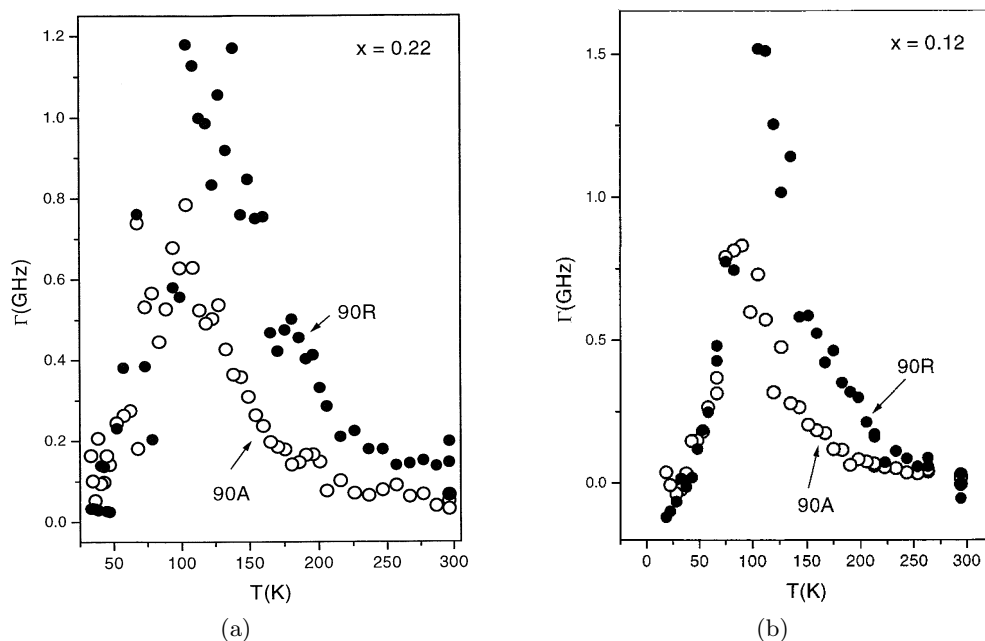 x = 0.22
1.2
1.0
0.8
0.6
0.4
0.2
0.0
Γ(GHz)
90R
90A
50 100 150 200 250 300
T(K)
(a)
x = 0.12
1.5
1.0
0.5
0.0
Γ(GHz)
90R
90A
0 50 100 150 200 250 300
T(K)
(b)